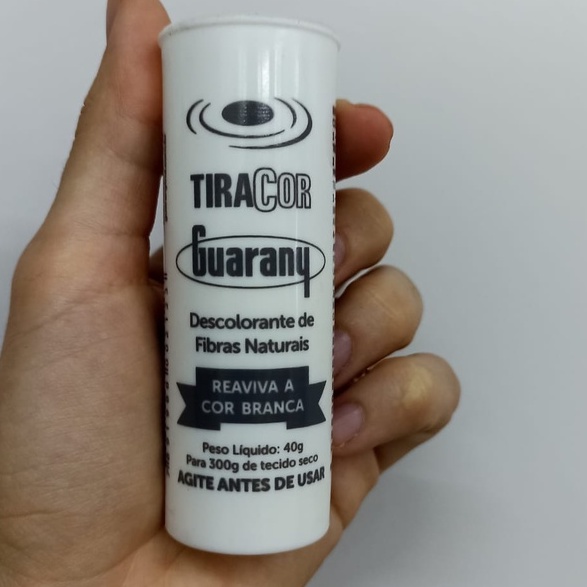 TIRACOR
Guarany
Descolorante de
Fibras Naturais
REAVIVA A
COR BRANCA
Peso Líquido: 40g
Para 300g de tecido seco
AGITE ANTES DE USAR